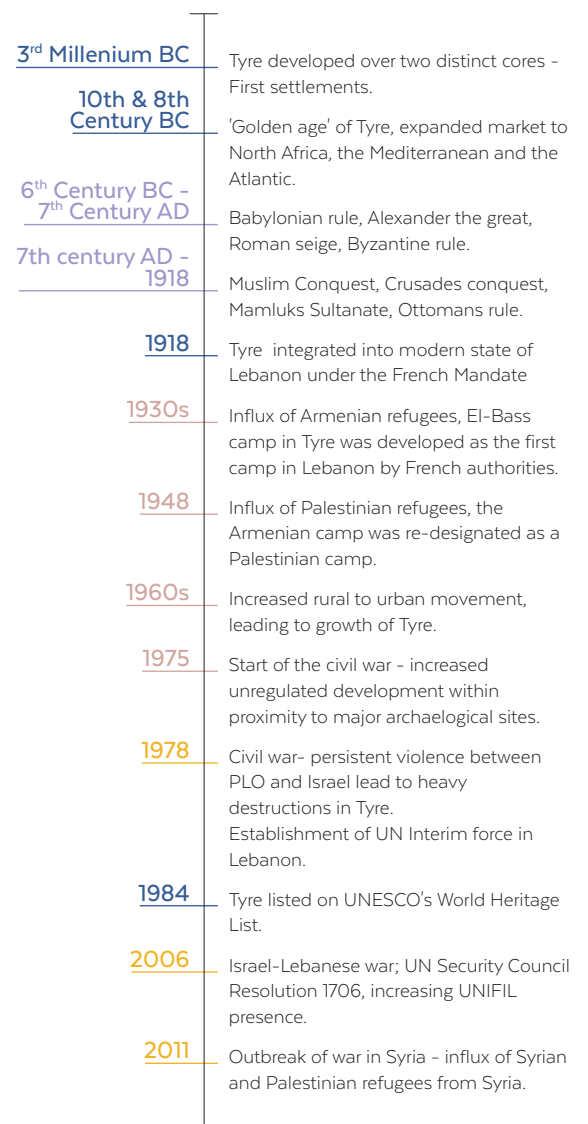 3rd Millenium BC
Tyre developed over two distinct cores -
First settlements.
10th & 8th
Century BC
'Golden age' of Tyre, expanded market to
North Africa, the Mediterranean and the
Atlantic.
6th Century BC -
7th Century AD
Babylonian rule, Alexander the great,
Roman seige, Byzantine rule.
7th century AD -
1918
Muslim Conquest, Crusades conquest,
Mamluks Sultanate, Ottomans rule.
1918
Tyre integrated into modern state of
Lebanon under the French Mandate
1930s
Influx of Armenian refugees, El-Bass
camp in Tyre was developed as the first
camp in Lebanon by French authorities.
1948
Influx of Palestinian refugees, the
Armenian camp was re-designated as a
Palestinian camp.
1960s
Increased rural to urban movement,
leading to growth of Tyre.
1975
Start of the civil war - increased
unregulated development within
proximity to major archaelogical sites.
1978
Civil war- persistent violence between
PLO and Israel lead to heavy
destructions in Tyre.
Establishment of UN Interim force in
Lebanon.
1984
Tyre listed on UNESCO's World Heritage
List.
2006
Israel-Lebanese war; UN Security Council
Resolution 1706, increasing UNIFIL
presence.
2011
Outbreak of war in Syria - influx of Syrian
and Palestinian refugees from Syria.